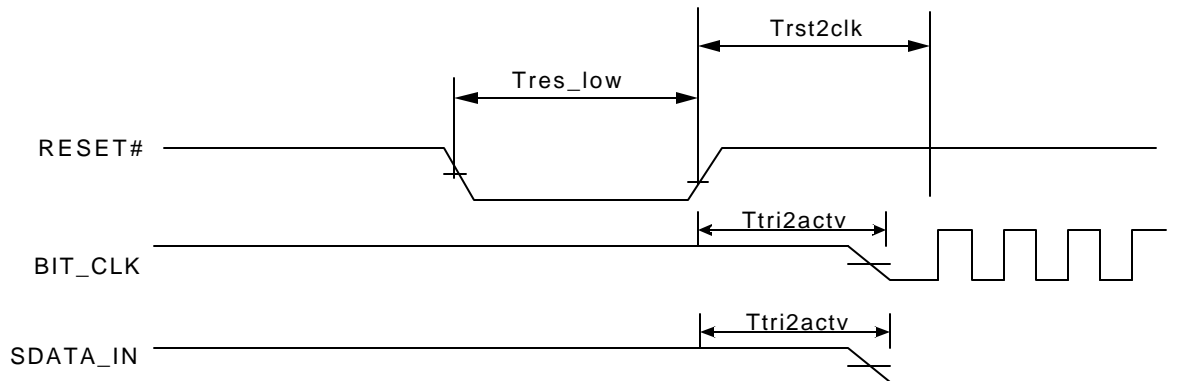 Trst2clk
Tres_low
RESET#
Ttri2actv
BIT_CLK
Ttri2actv
SDATA_IN